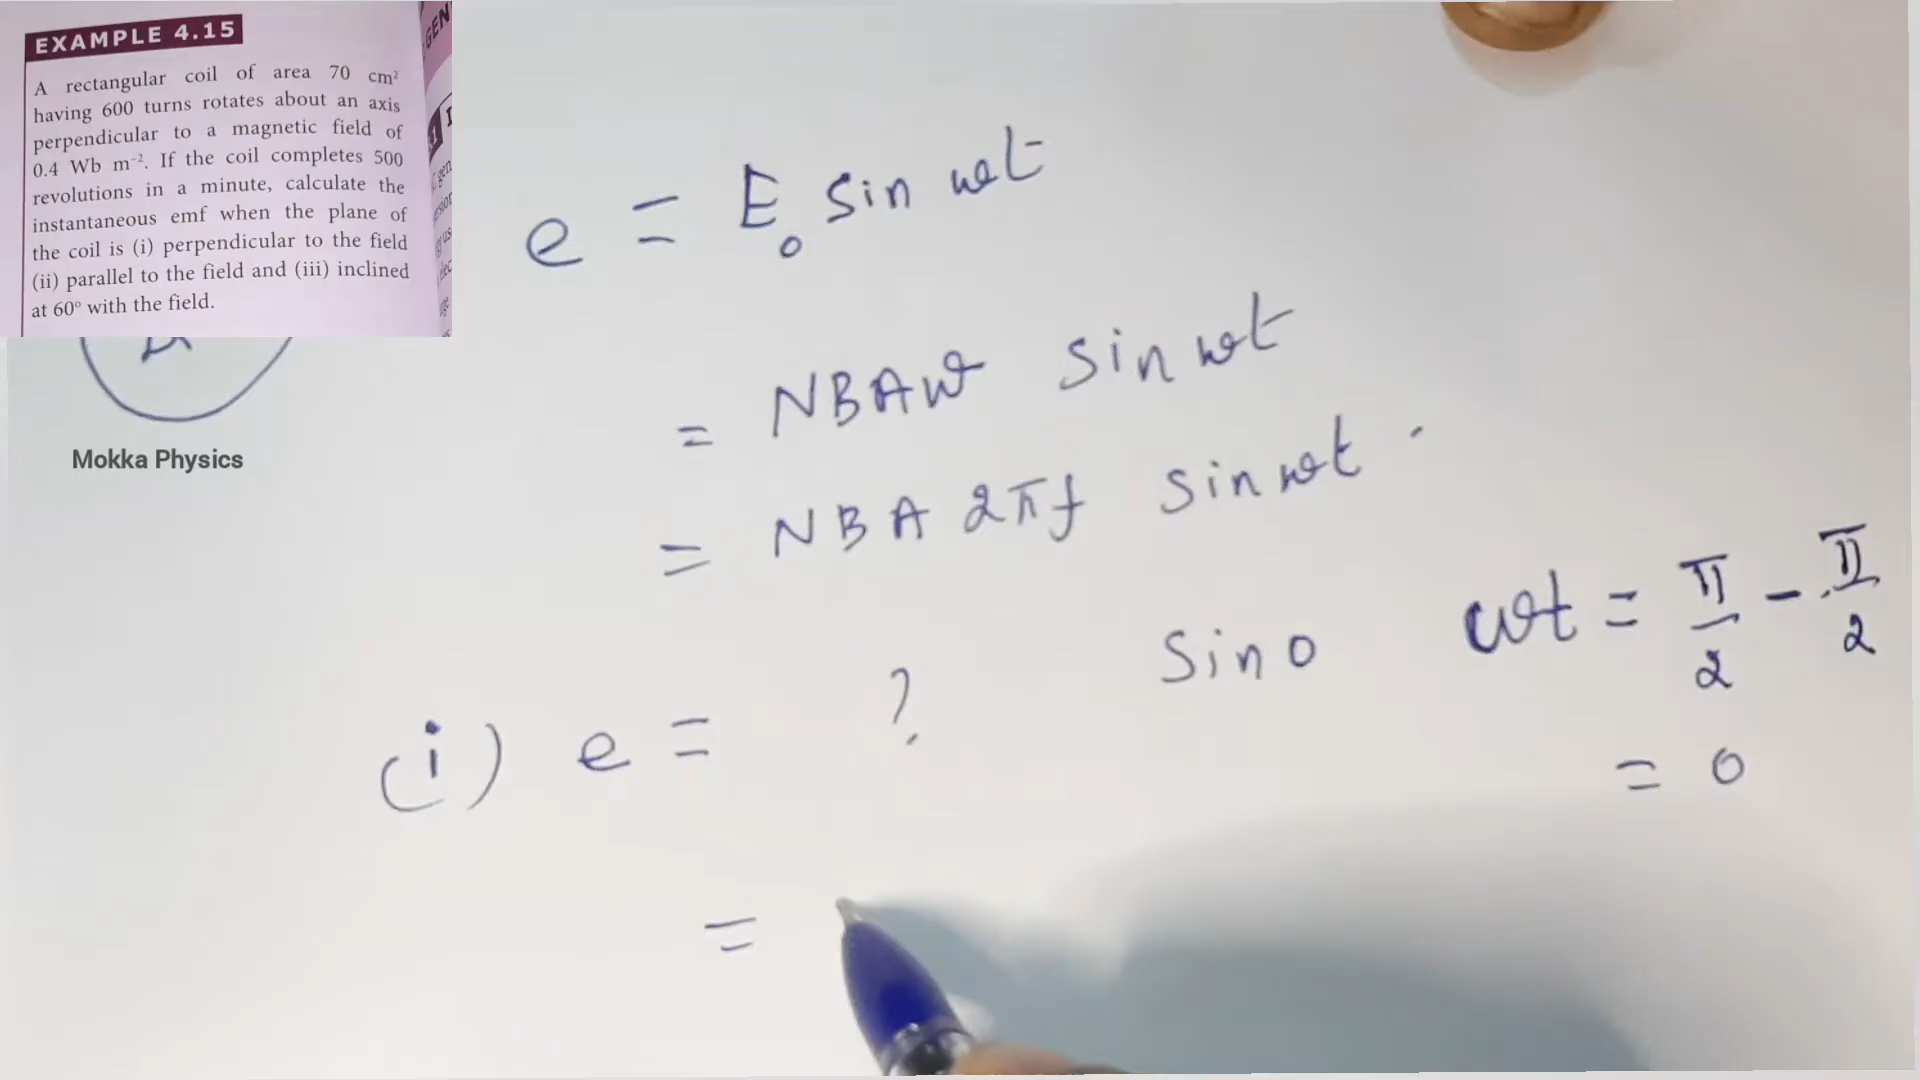 EXAMPLE 4.15
A rectangular coil of area 70 cm²
having 600 turns rotates about an axis
perpendicular to a magnetic field of
0.4 Wb m⁻². If the coil completes 500
revolutions in a minute, calculate the
instantaneous emf when the plane of
the coil is (i) perpendicular to the field
(ii) parallel to the field and (iii) inclined
at 60° with the field.
GEN
Mokka Physics
e = E₀ sin ωt
= NBAω sin ωt
= NBA 2πf sin ωt
(i) e = ? sin 0
ωt = π/2 - π/2
= 0
=